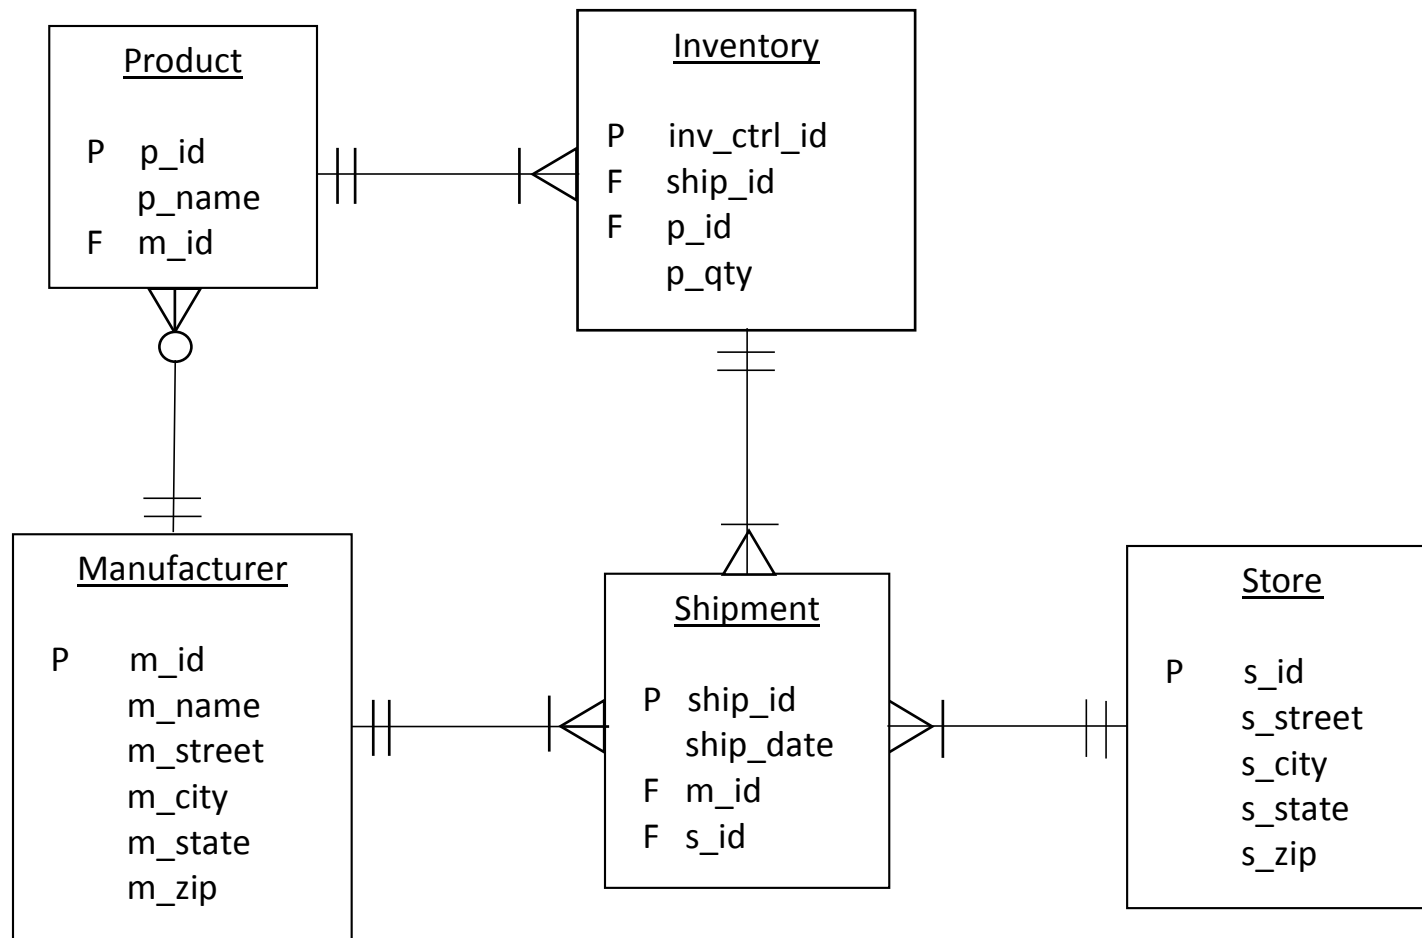 Product
P p_id
p_name
F m_id
Inventory
P inv_ctrl_id
F ship_id
F p_id
p_qty
Manufacturer
P m_id
m_name
m_street
m_city
m_state
m_zip
Shipment
P ship_id
ship_date
F m_id
F s_id
Store
P s_id
s_street
s_city
s_state
s_zip